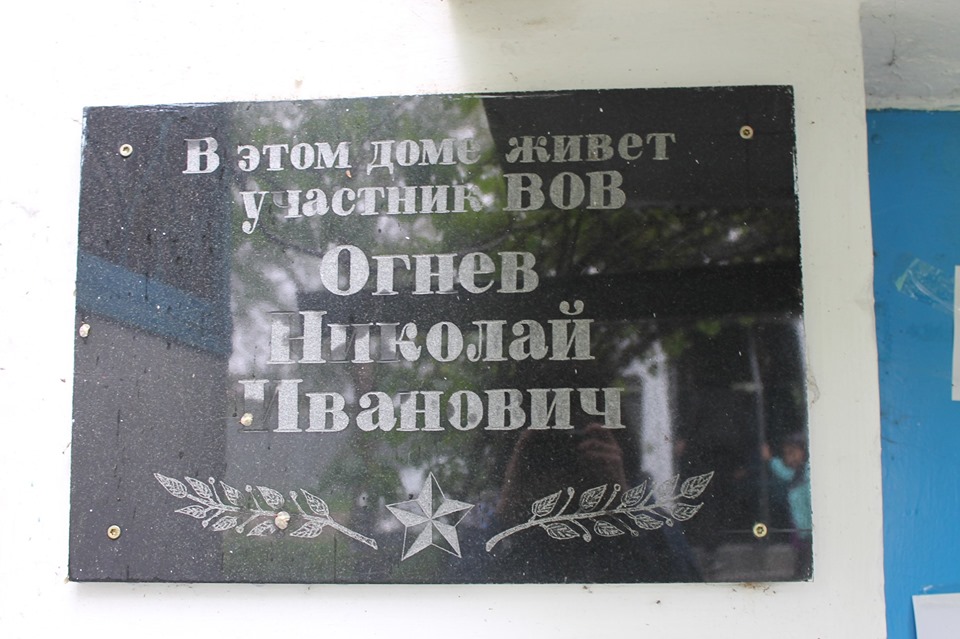 В этом доме живет
участник ВОВ
Огнев
Николай
Иванович